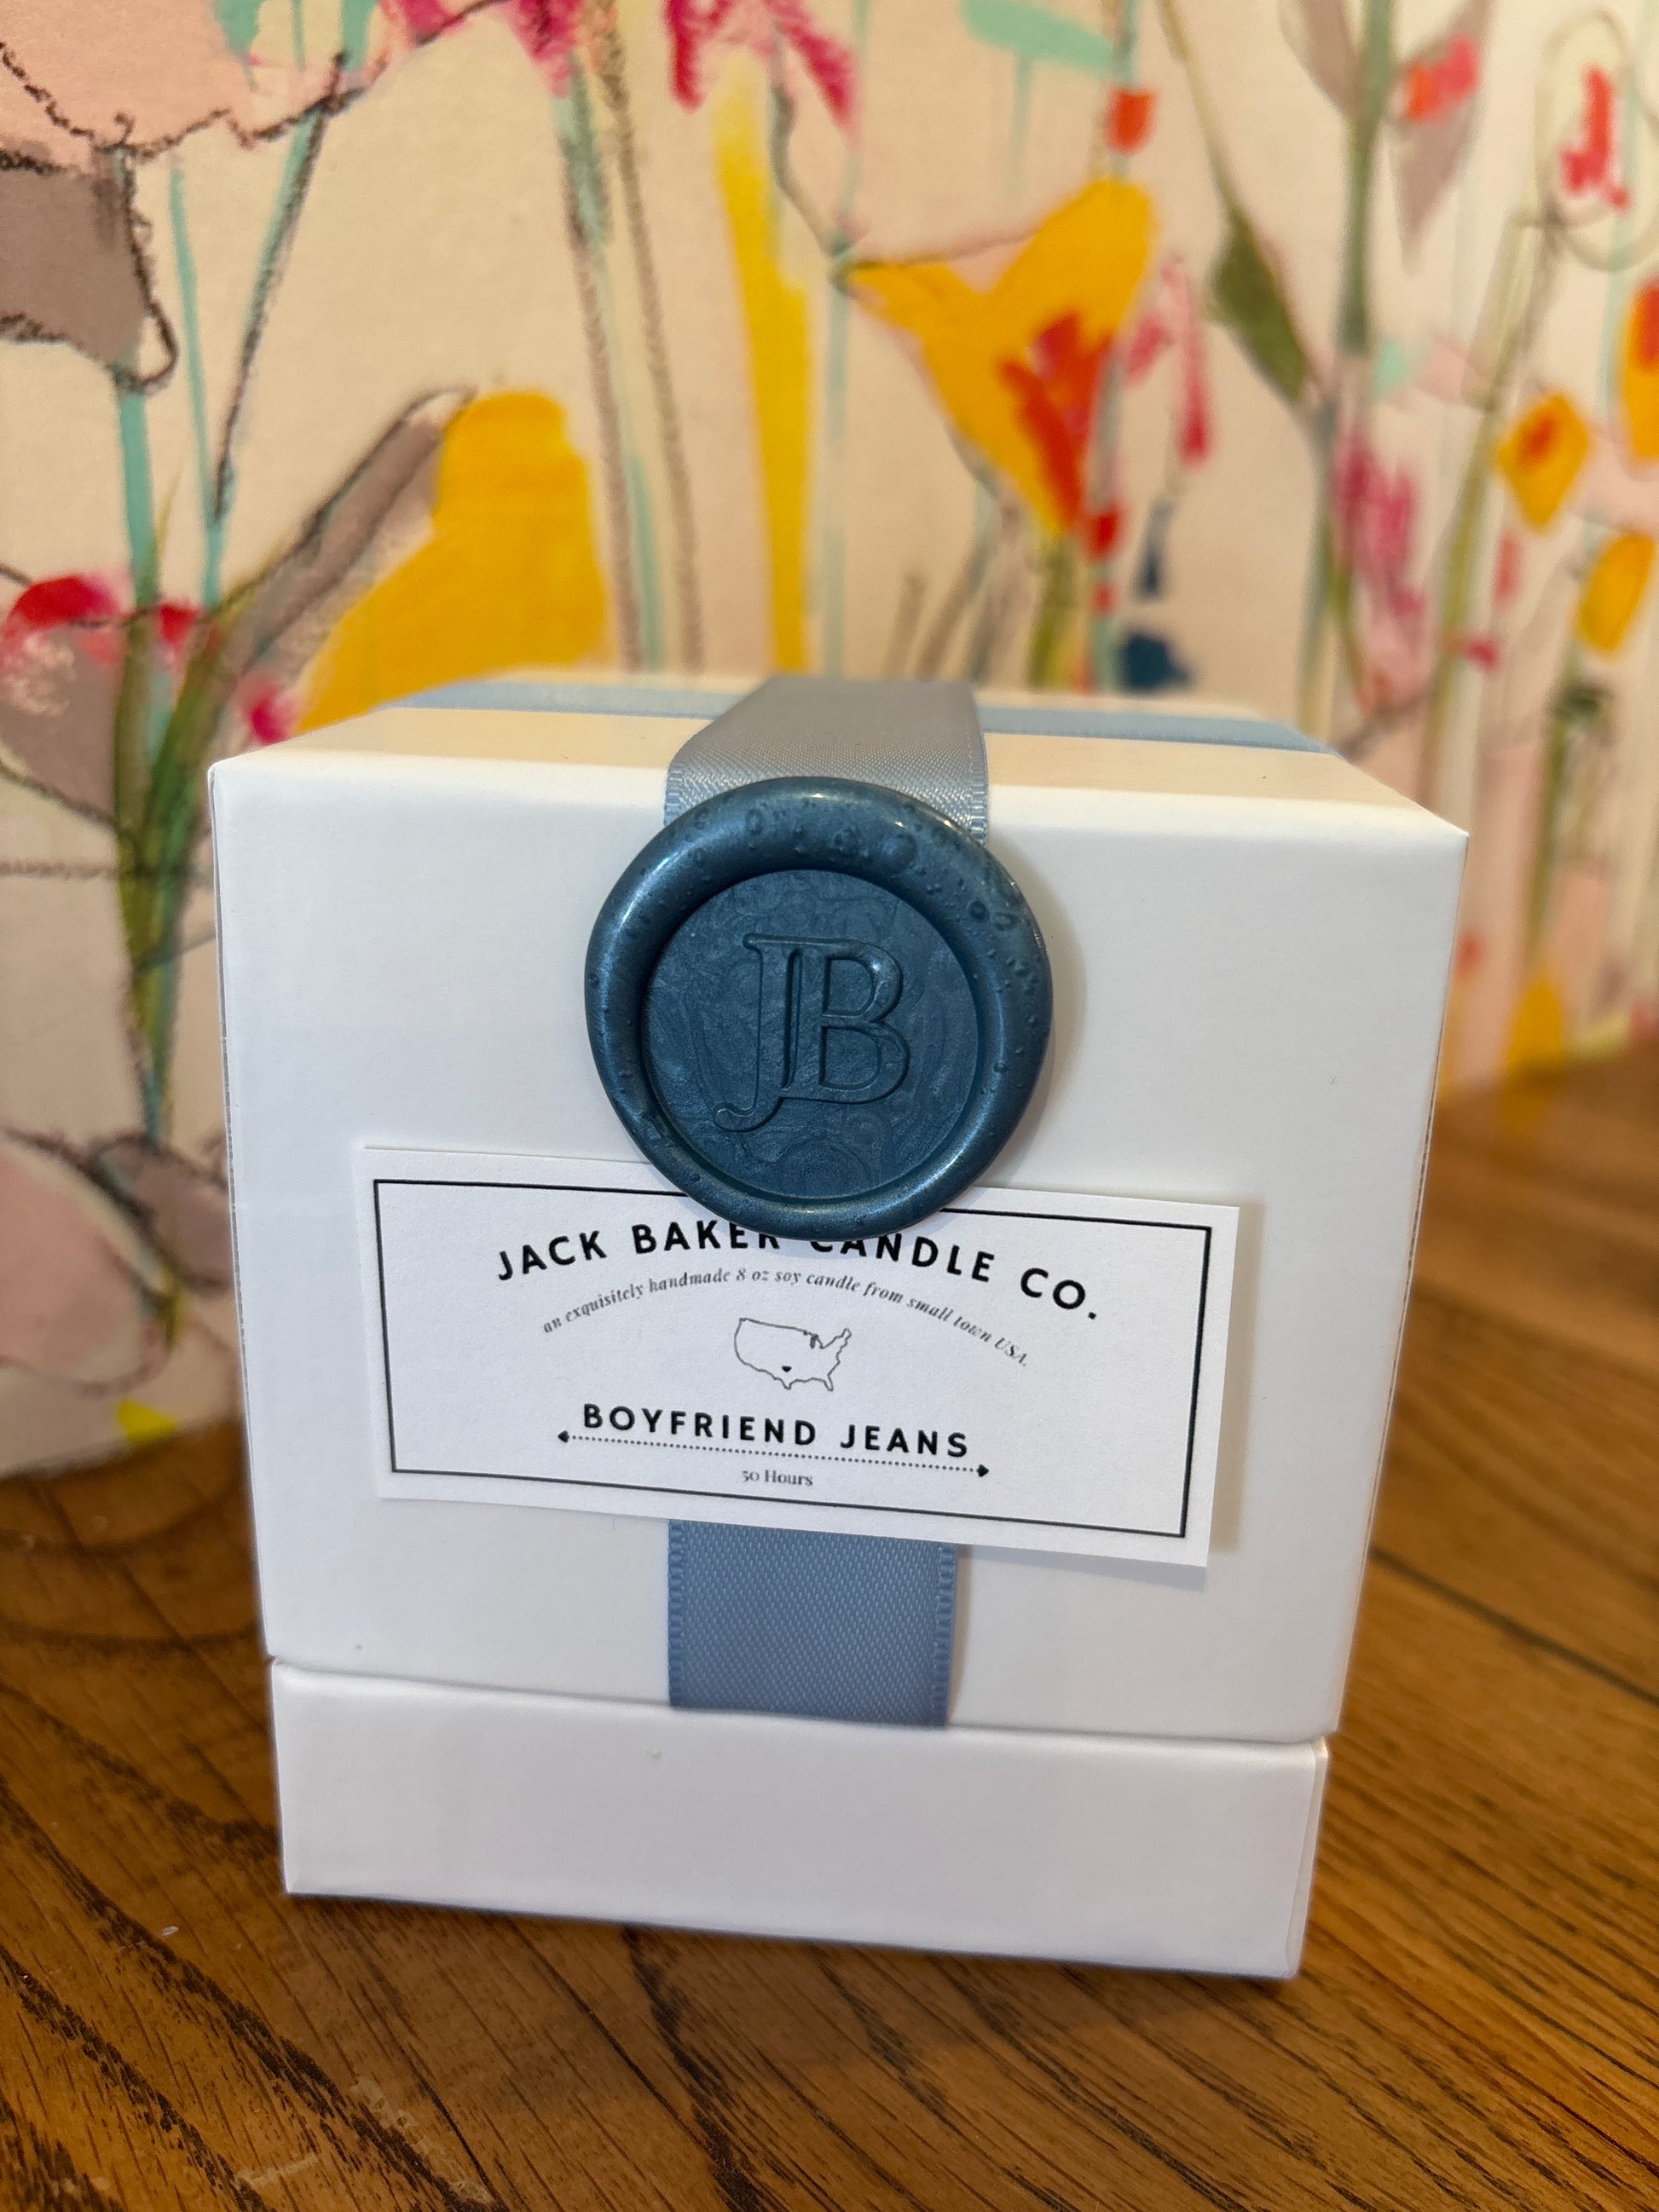 JB
JACK BAKER CANDLE CO.
an exquisitely handmade 8 oz soy candle from small town USA.
BOYFRIEND JEANS
50 Hours